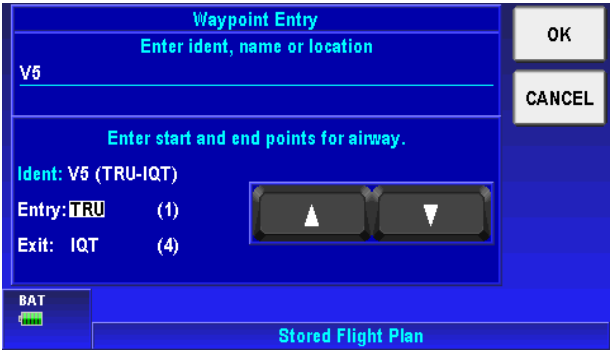 Waypoint Entry
Enter ident, name or location
V5
OK
CANCEL
Enter start and end points for airway.
Ident: V5 (TRU-IQT)
Entry: TRU (1)
Exit: IQT (4)
BAT
Stored Flight Plan